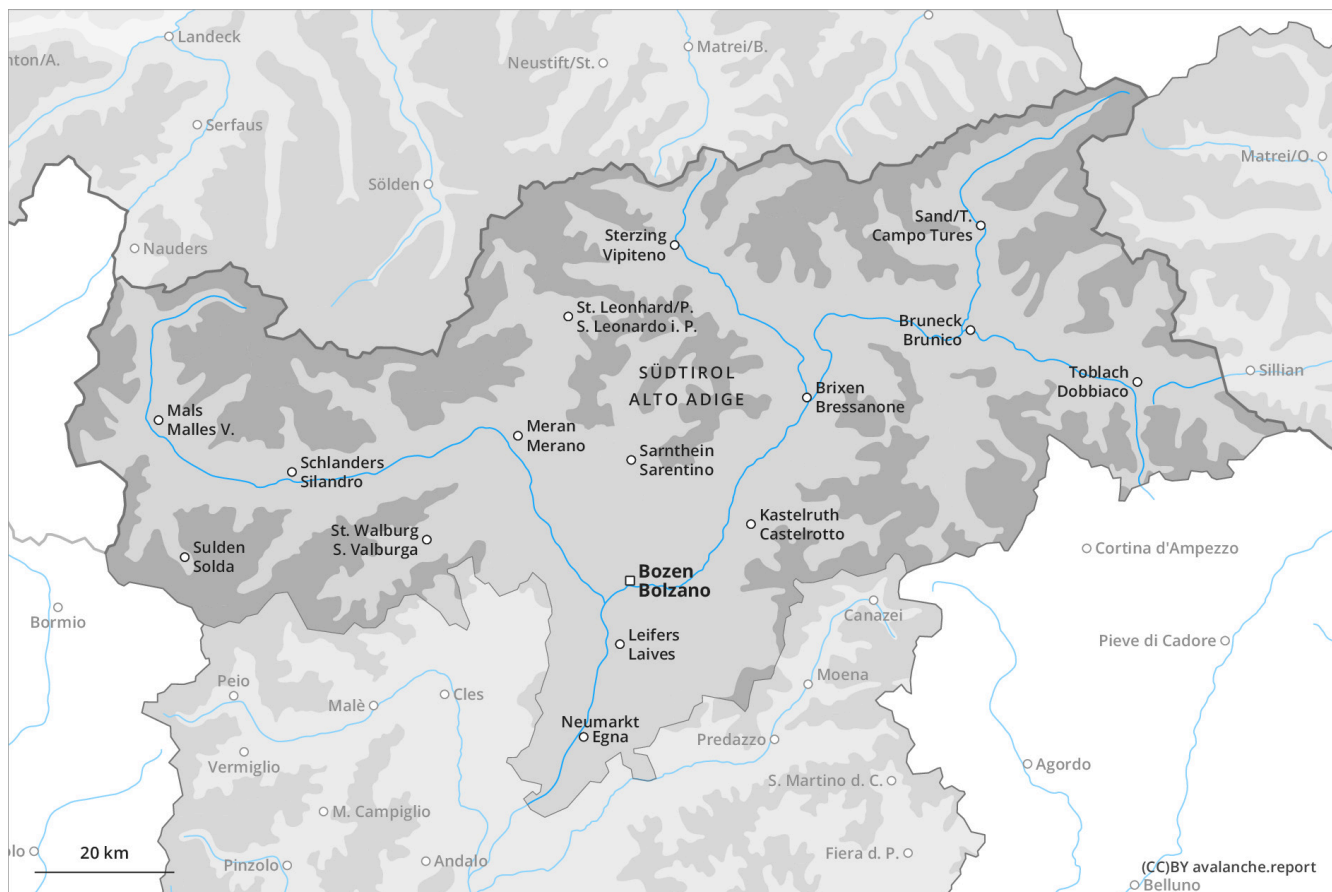 Landeck
nton/A.
Neustift/St.
Matrei/B.
Serfaus
Matrei/O.
Sölden
Nauders
Sand/T.
Campo Tures
Sterzing
Vipiteno
St. Leonhard/P.
S. Leonardo i. P.
Bruneck
Brunico
SÜDTIROL
ALTO ADIGE
Toblach
Dobbiaco
Sillian
Brixen
Bressanone
Mals
Malles V.
Meran
Merano
Schlanders
Silandro
Sarnthein
Sarentino
Kastelruth
Castelrotto
St. Walburg
S. Valburga
Sulden
Solda
Cortina d'Ampezzo
Bozen
Bolzano
Bormio
Canazei
Leifers
Laives
Pieve di Cadore
Peio
Moena
Malè
Cles
Neumarkt
Egna
Predazzo
Vermiglio
Agordo
S. Martino d. C.
M. Campiglio
olo
20 km
Pinzolo
Andalo
Fiera d. P.
(CC)BY avalanche.report
Belluno